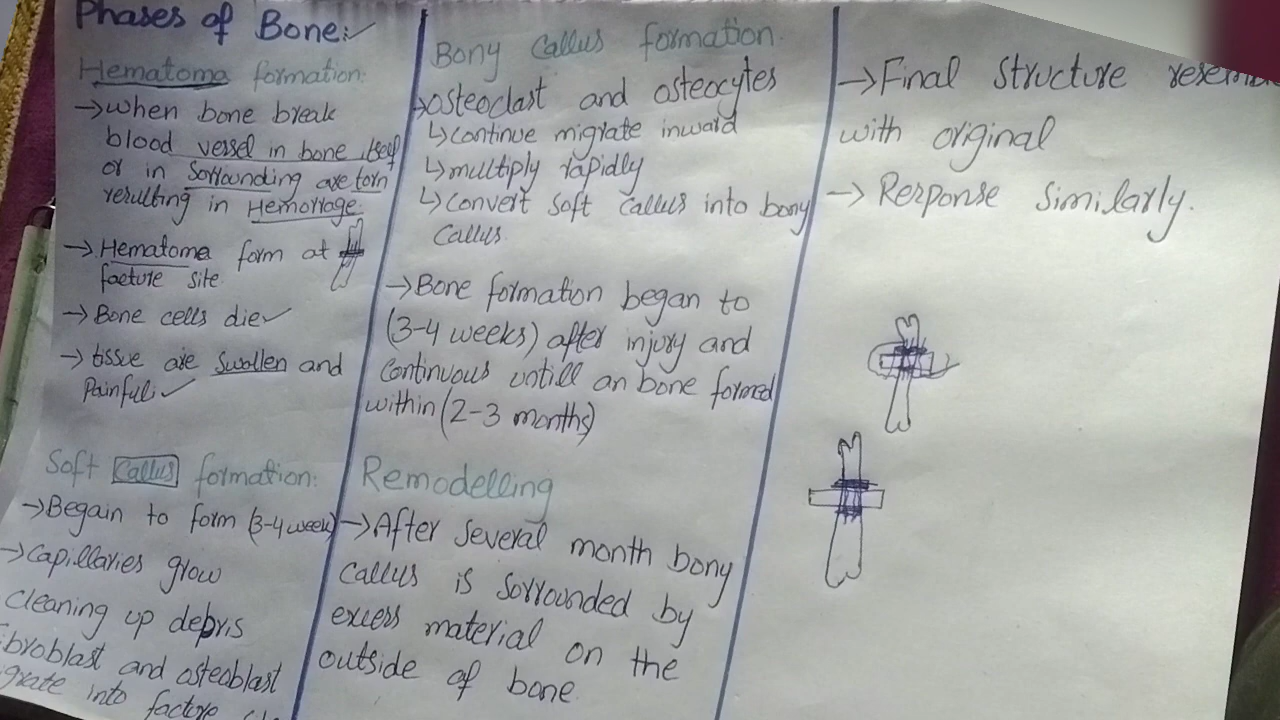 Phases of Bone:
Hematoma formation:
→ when bone break
blood vessel in bone itself
or in Sorrounding are torn
resulting in Hemorrage.
→ Hematoma form at
facture site
→ Bone cells die
→ tissue are Swollen and
Painful:
Soft Callus formation:
→ Begain to form (3-4 week)
→ Capillaries grow
cleaning up debris
ibroblast and osteoblast
grate into factore
Bony Callus formation.
→ osteoclast and osteocytes
↳ continue migrate inward
↳ multiply rapidly
↳ convert Soft Callus into bony
Callus.
→ Bone formation began to
(3-4 weeks) after injury and
continuous untill an bone formed
within (2-3 months)
Remodelling
→ After Several month bony
Callus is Sorrounded by
excess material on the
outside of bone.
→ Final Structure
with original
→ Response Similarly.